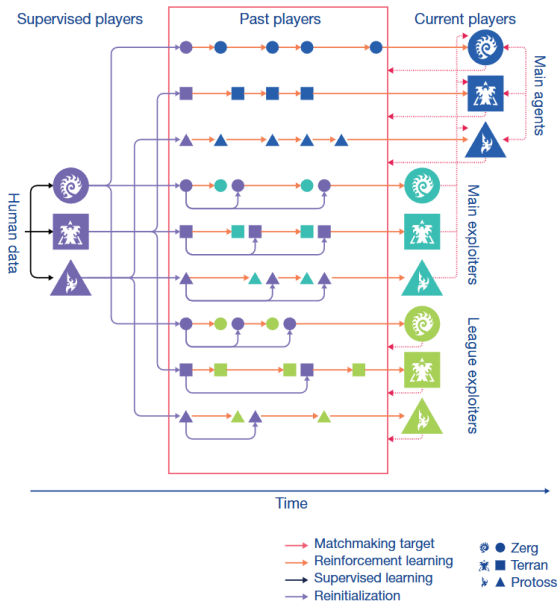 Supervised players
Past players
Current players
Main agents
Human data
Main exploiters
League exploiters
Time
Matchmaking target
Reinforcement learning
Supervised learning
Reinitialization
Zerg
Terran
Protoss